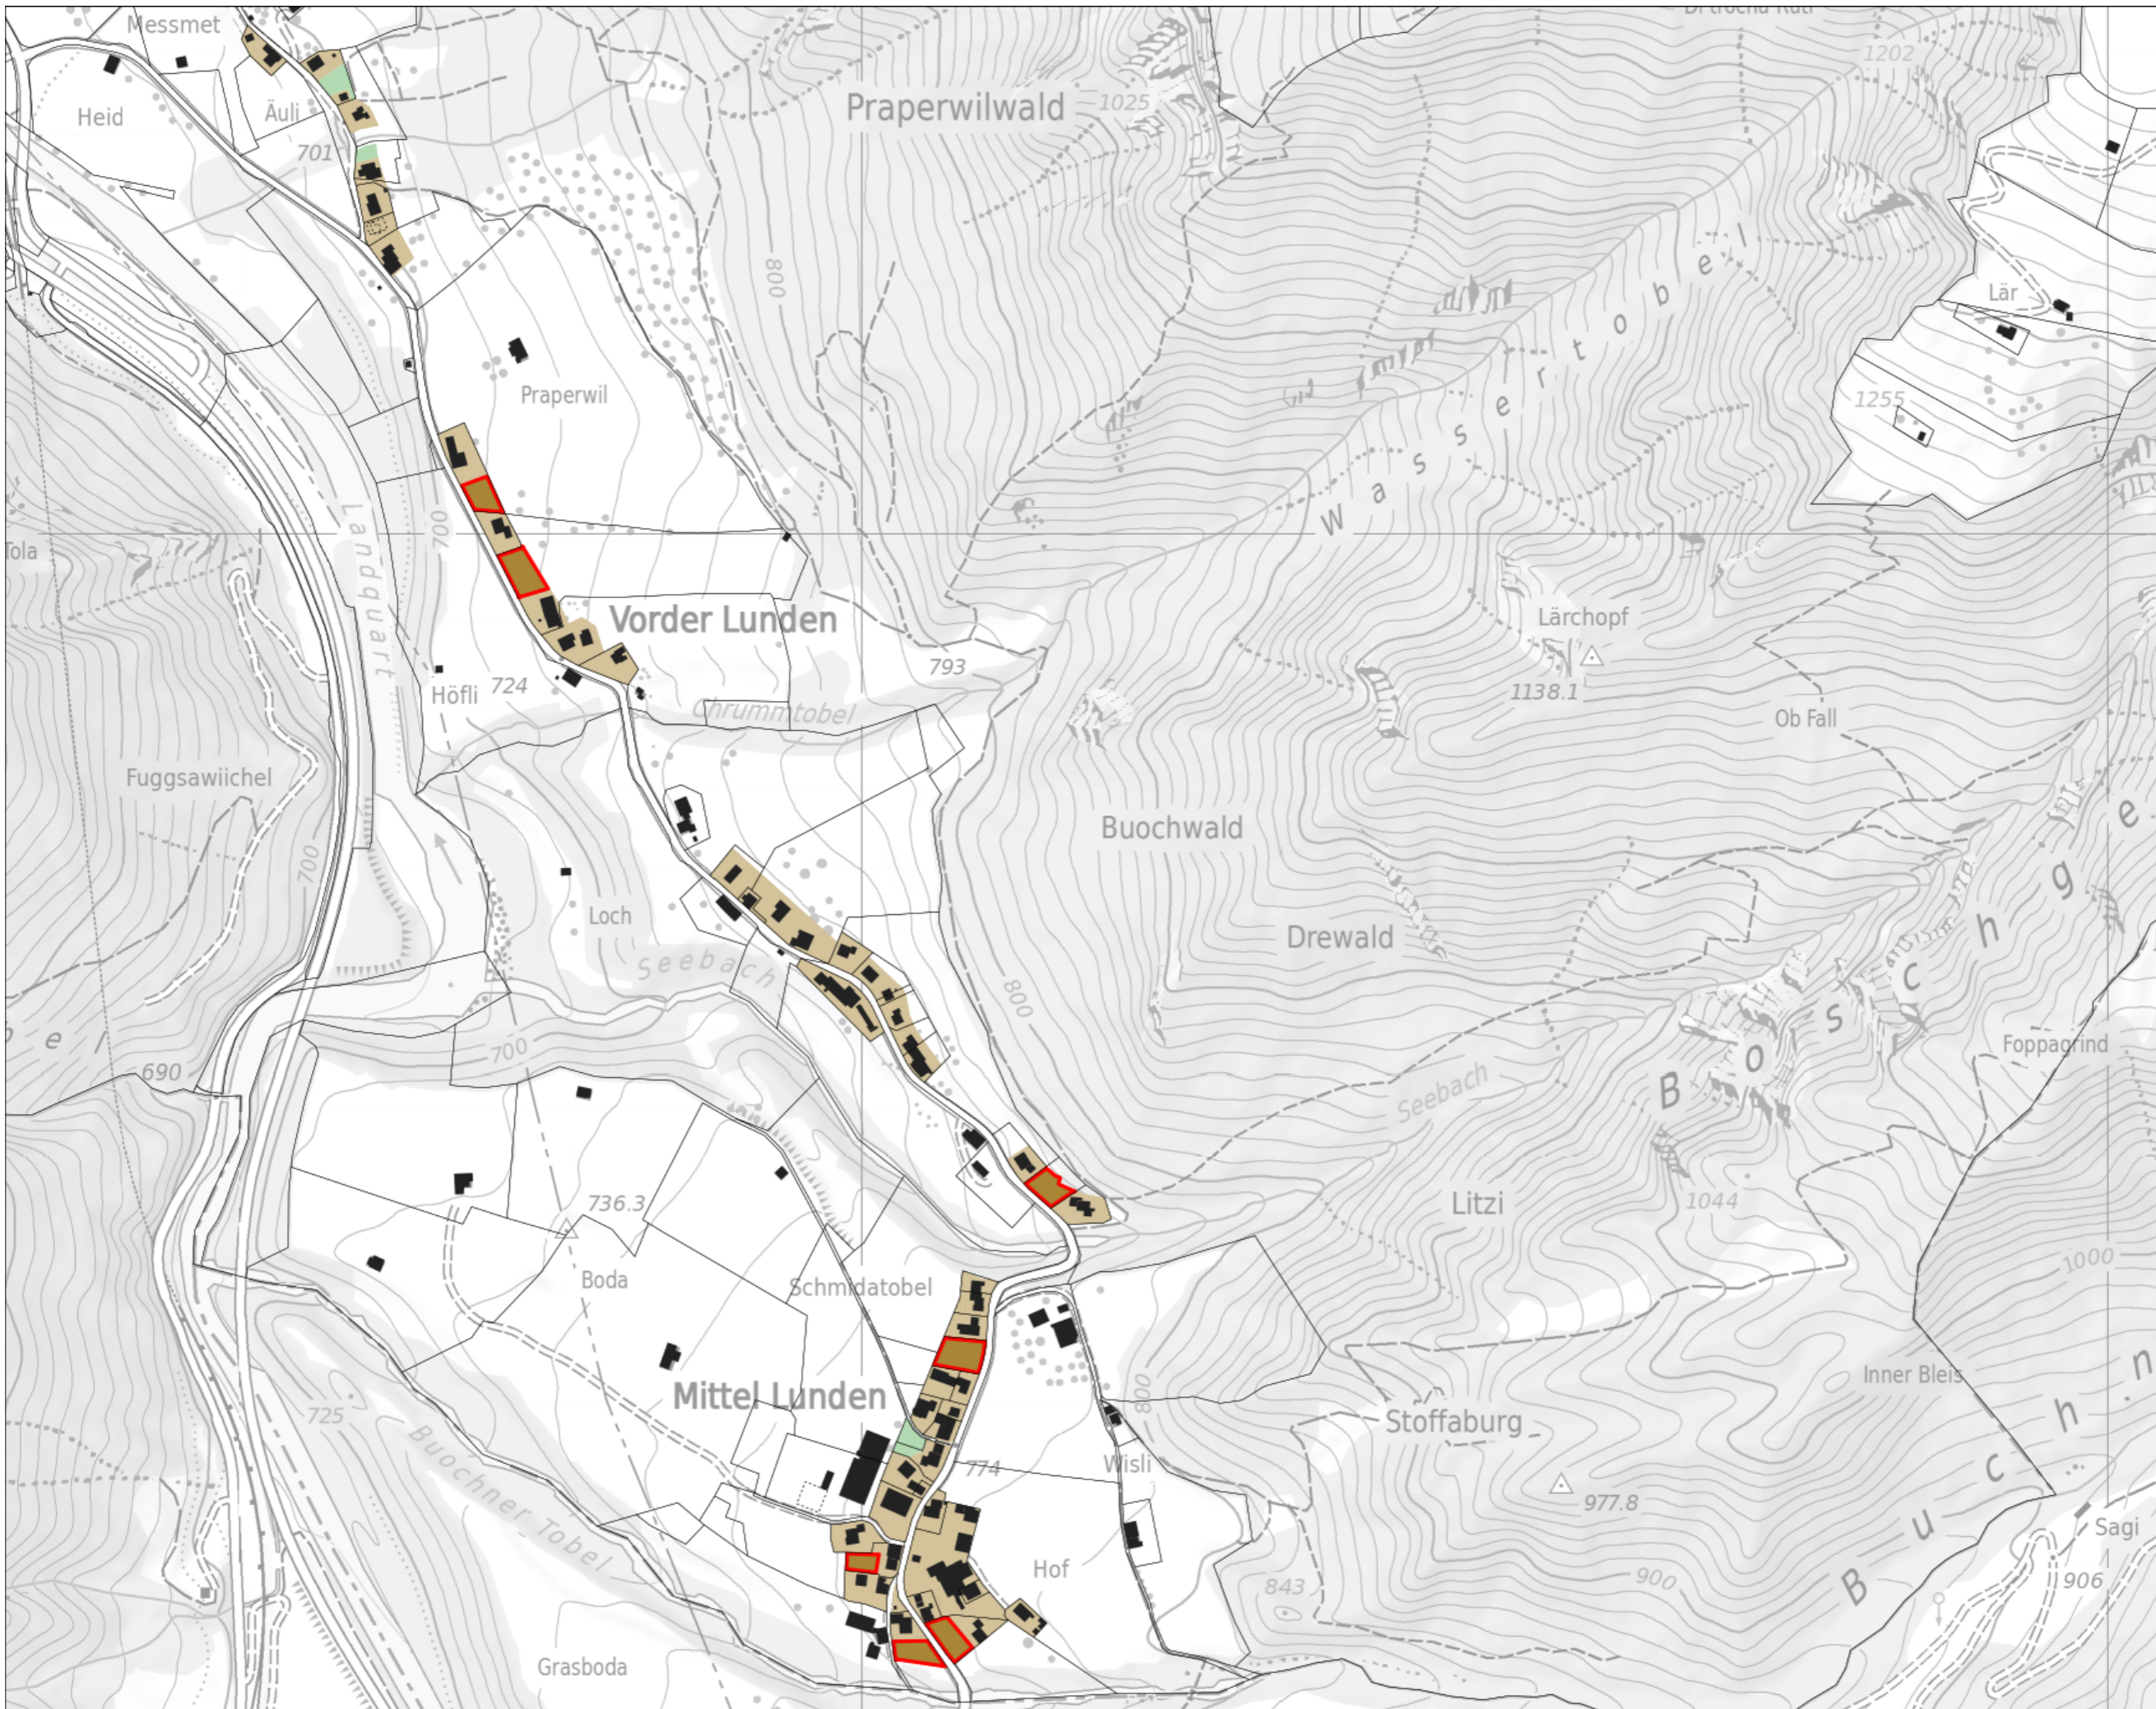 Messmet
1202
Praperwilwald
1025
Heid
Äuli
701
800
Wassertobel
Lär
Praperwil
1255
Landquart
700
Vorder Lunden
Lärchopf
793
Höfli
724
1138.1
Chrummtobel
Ob Fall
Fuggsawiichel
Buochwald
700
Loch
Drewald
Seebach
800
700
690
Foppagrind
Seebach
736.3
Litzi
1044
1000
Boda
Schmidatobel
Inner Bleis
Mittel Lunden
800
725
Stoffaburg
Buochner Tobel
774
Wisli
977.8
Sagi
Hof
843
900
906
Grasboda